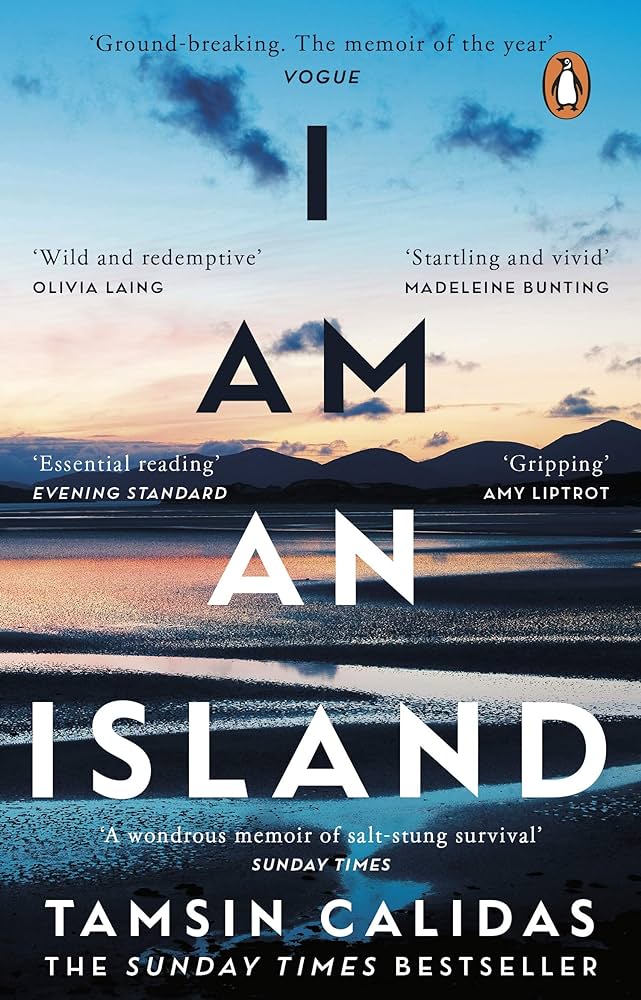 ‘Ground-breaking. The memoir of the year’
VOGUE
I
‘Wild and redemptive’
OLIVIA LAING
‘Startling and vivid’
MADELEINE BUNTING
AM
‘Essential reading’
EVENING STANDARD
‘Gripping’
AMY LIPTROT
AN
ISLAND
‘A wondrous memoir of salt-stung survival’
SUNDAY TIMES
TAMSIN CALIDAS
THE SUNDAY TIMES BESTSELLER